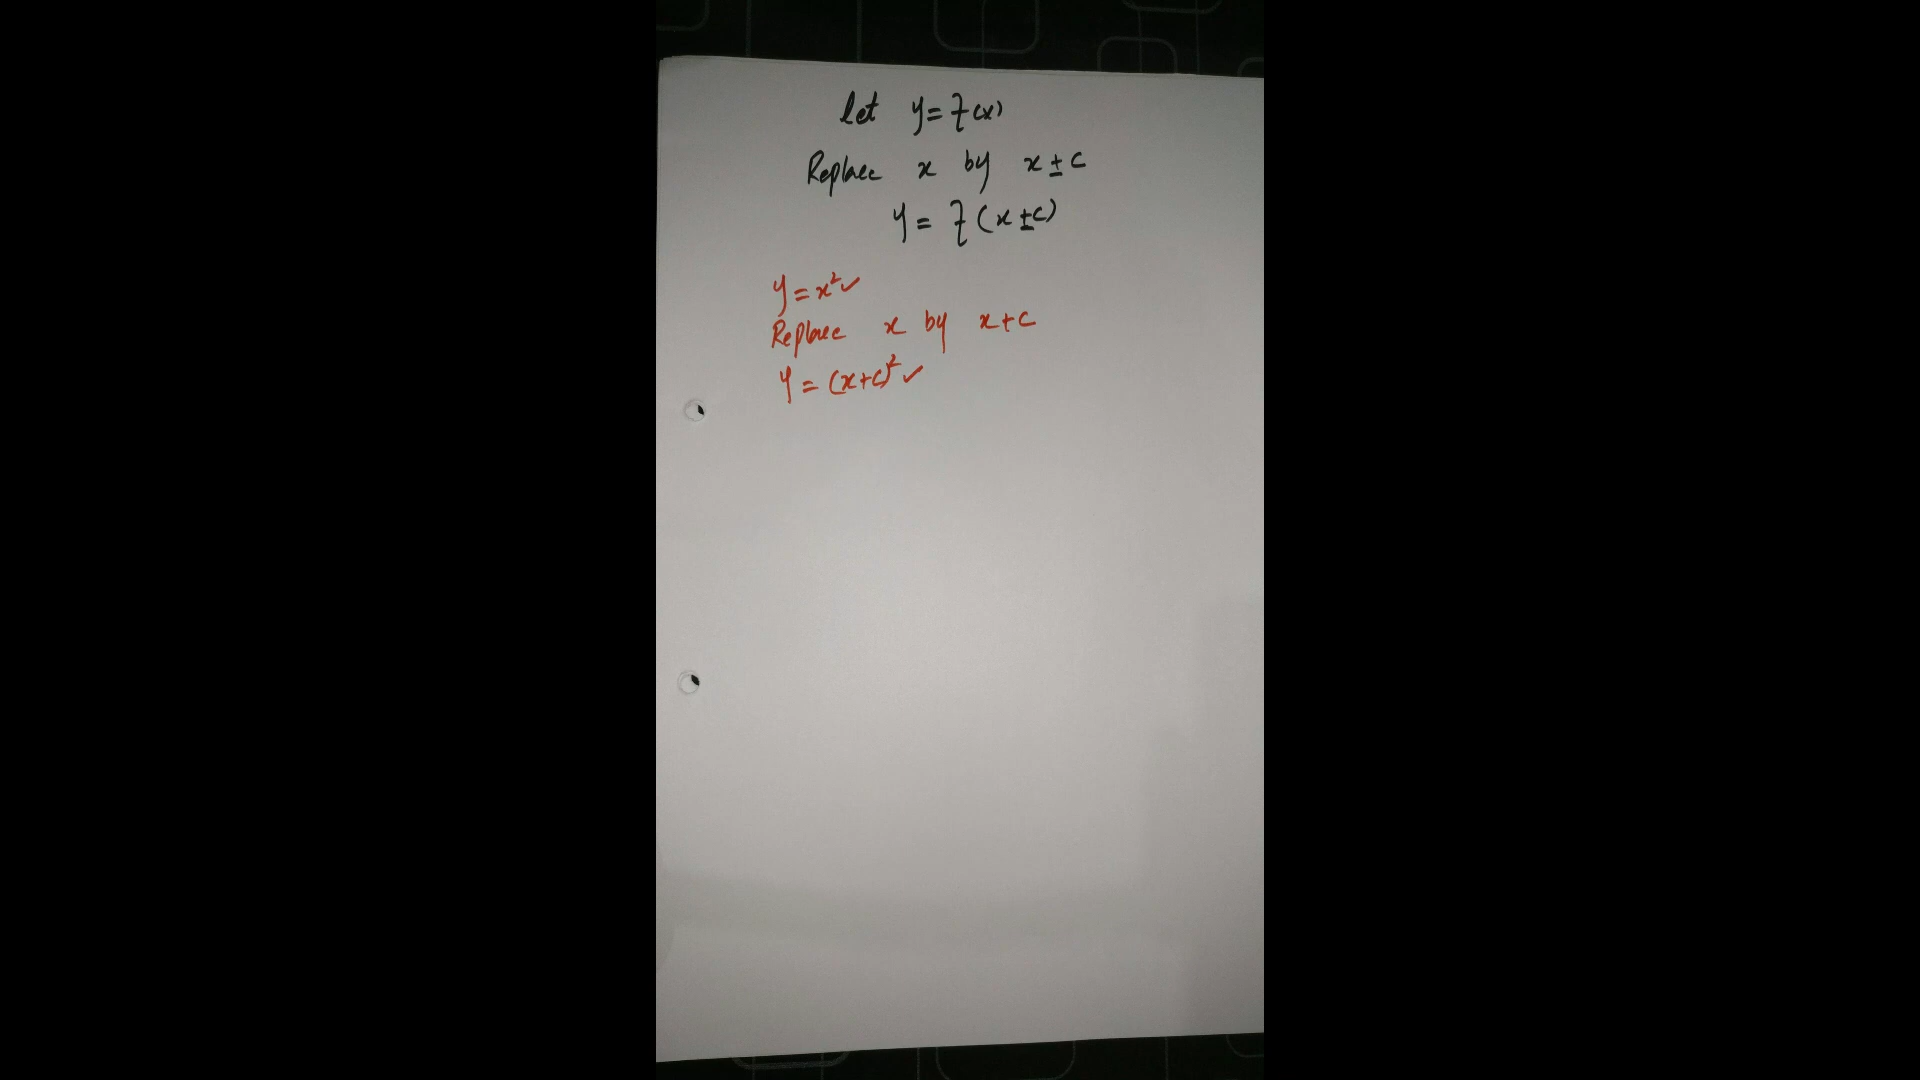 let y = f(x)
Replace x by x ± c
y = f(x ± c)
y = x² ✓
Replace x by x + c
y = (x+c)² ✓